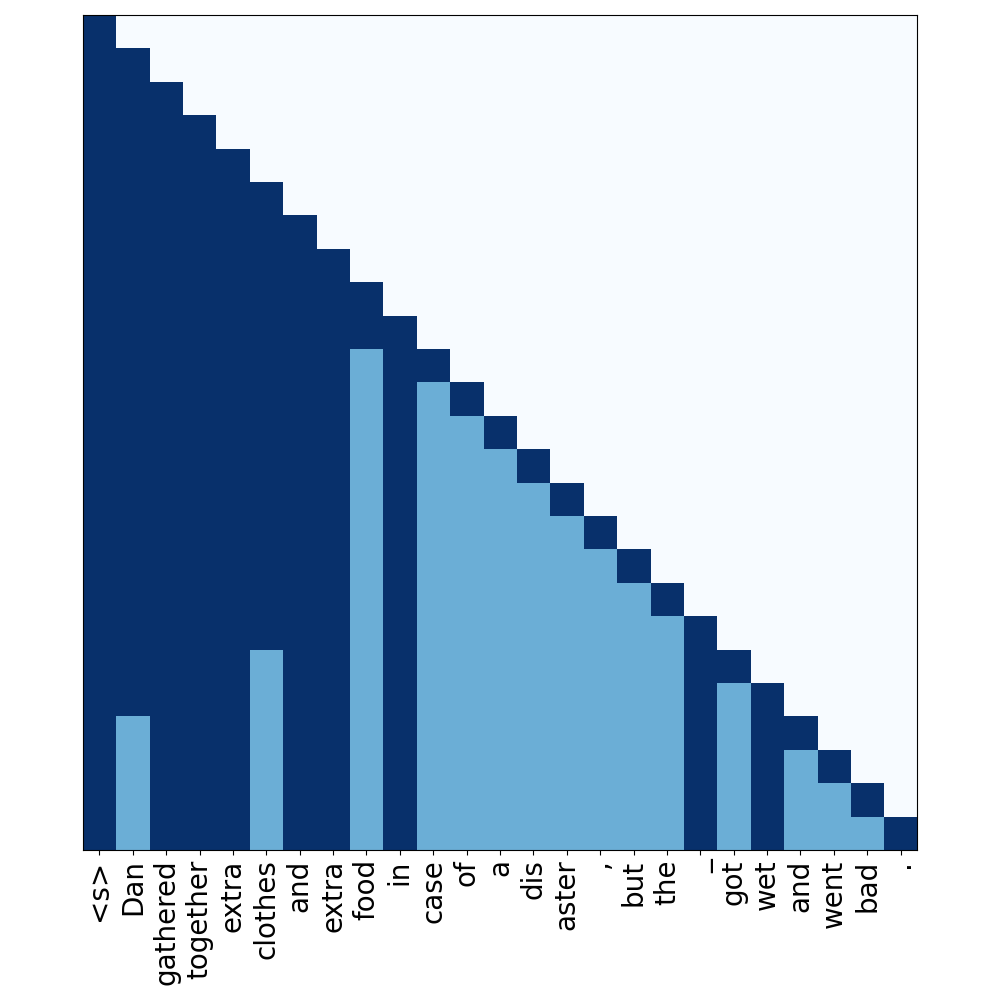 <s> Dan gathered together extra clothes and extra food in case of a dis aster , but the _ got wet and went bad .